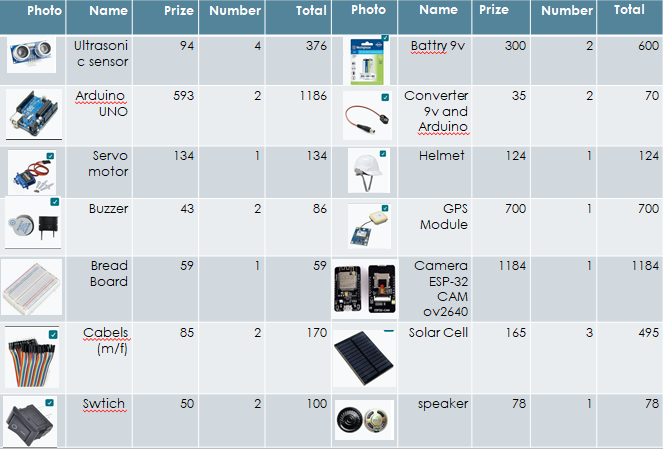 Photo Name Prize Number Total Photo Name Prize Number Total
Ultrasoni 94 4 376 Battry 9v 300 2 600
c sensor
Arduino 593 2 1186 Converter 35 2 70
UNO 9v and
Arduino
Servo 134 1 134 Helmet 124 1 124
motor
Buzzer 43 2 86 GPS 700 1 700
Module
Bread 59 1 59 Camera 1184 1 1184
Board ESP-32
CAM
ov2640
Cabels 85 2 170 Solar Cell 165 3 495
(m/f)
Swtich 50 2 100 speaker 78 1 78